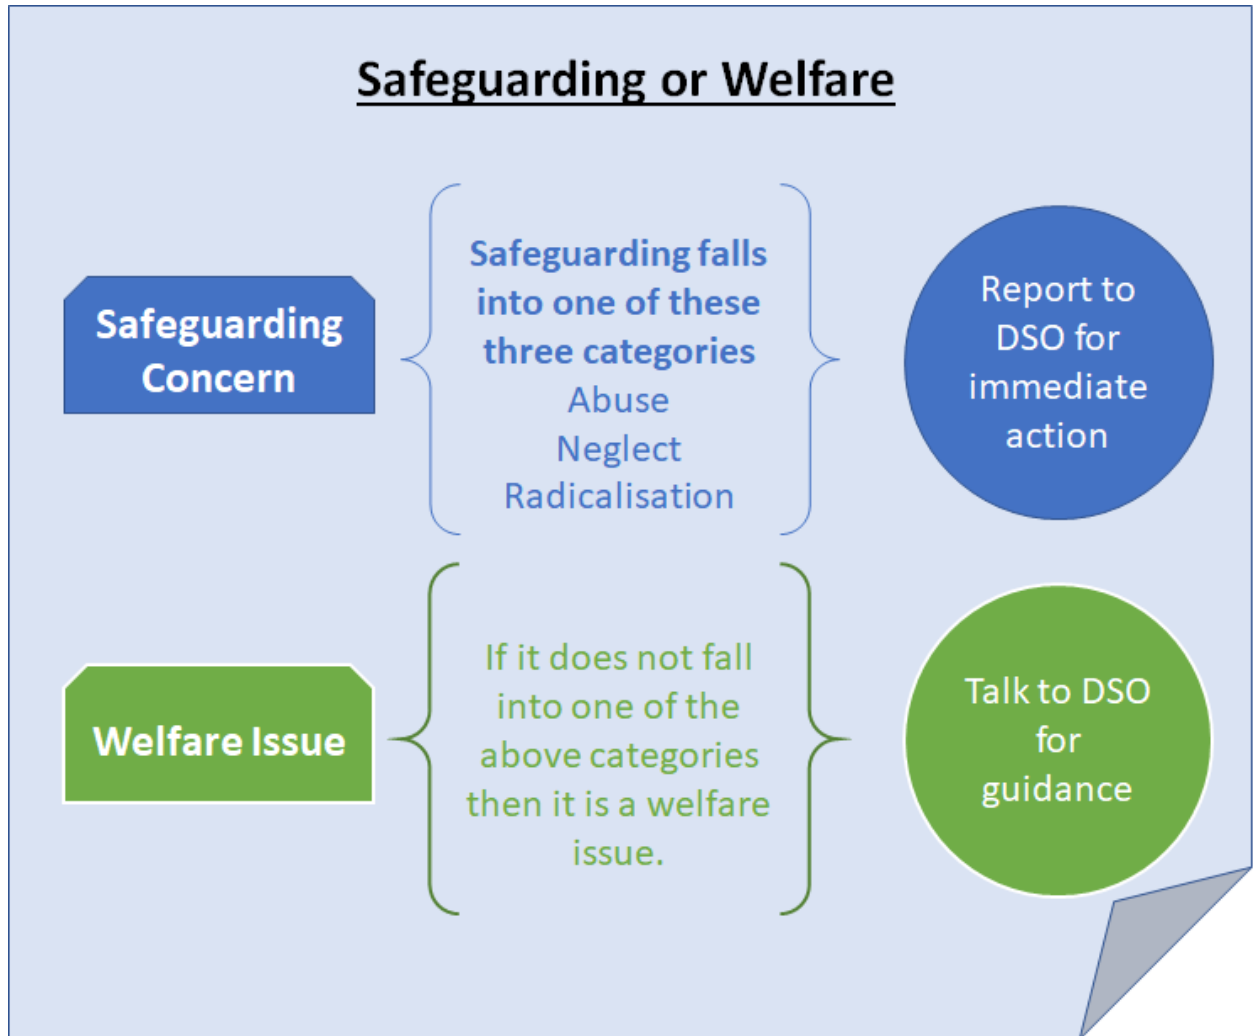 Safeguarding or Welfare
Safeguarding
Concern
Safeguarding falls
into one of these
three categories
Abuse
Neglect
Radicalisation
Report to
DSO for
immediate
action
Welfare Issue
If it does not fall
into one of the
above categories
then it is a welfare
issue.
Talk to DSO
for
guidance